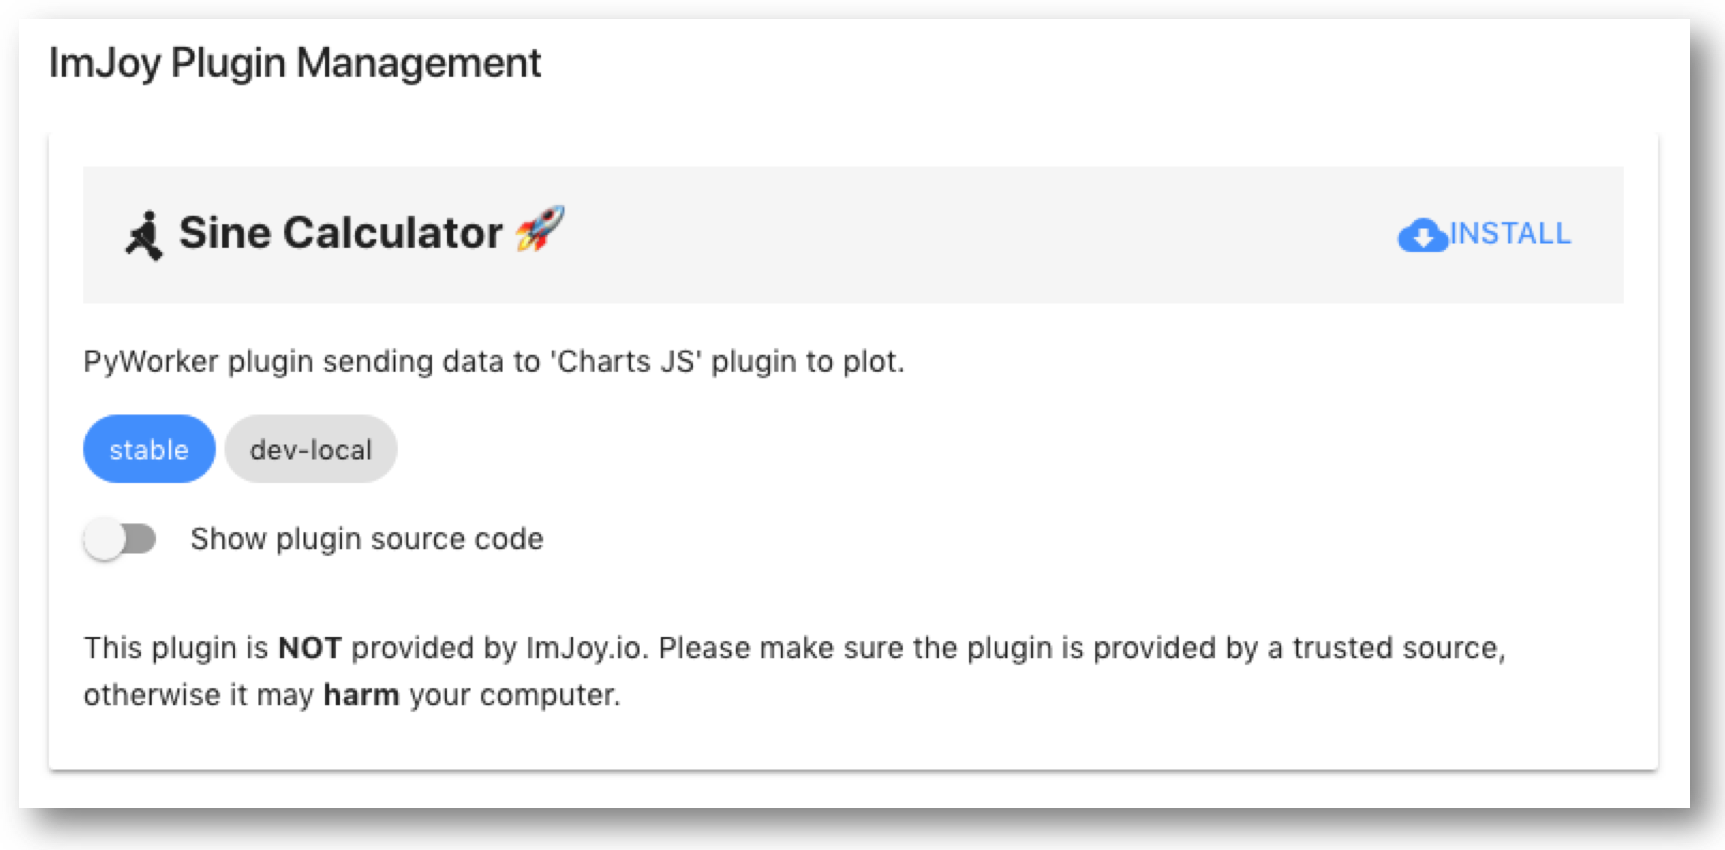 ImJoy Plugin Management
Sine Calculator 🚀
INSTALL
PyWorker plugin sending data to 'Charts JS' plugin to plot.
stable
dev-local
Show plugin source code
This plugin is NOT provided by ImJoy.io. Please make sure the plugin is provided by a trusted source,
otherwise it may harm your computer.